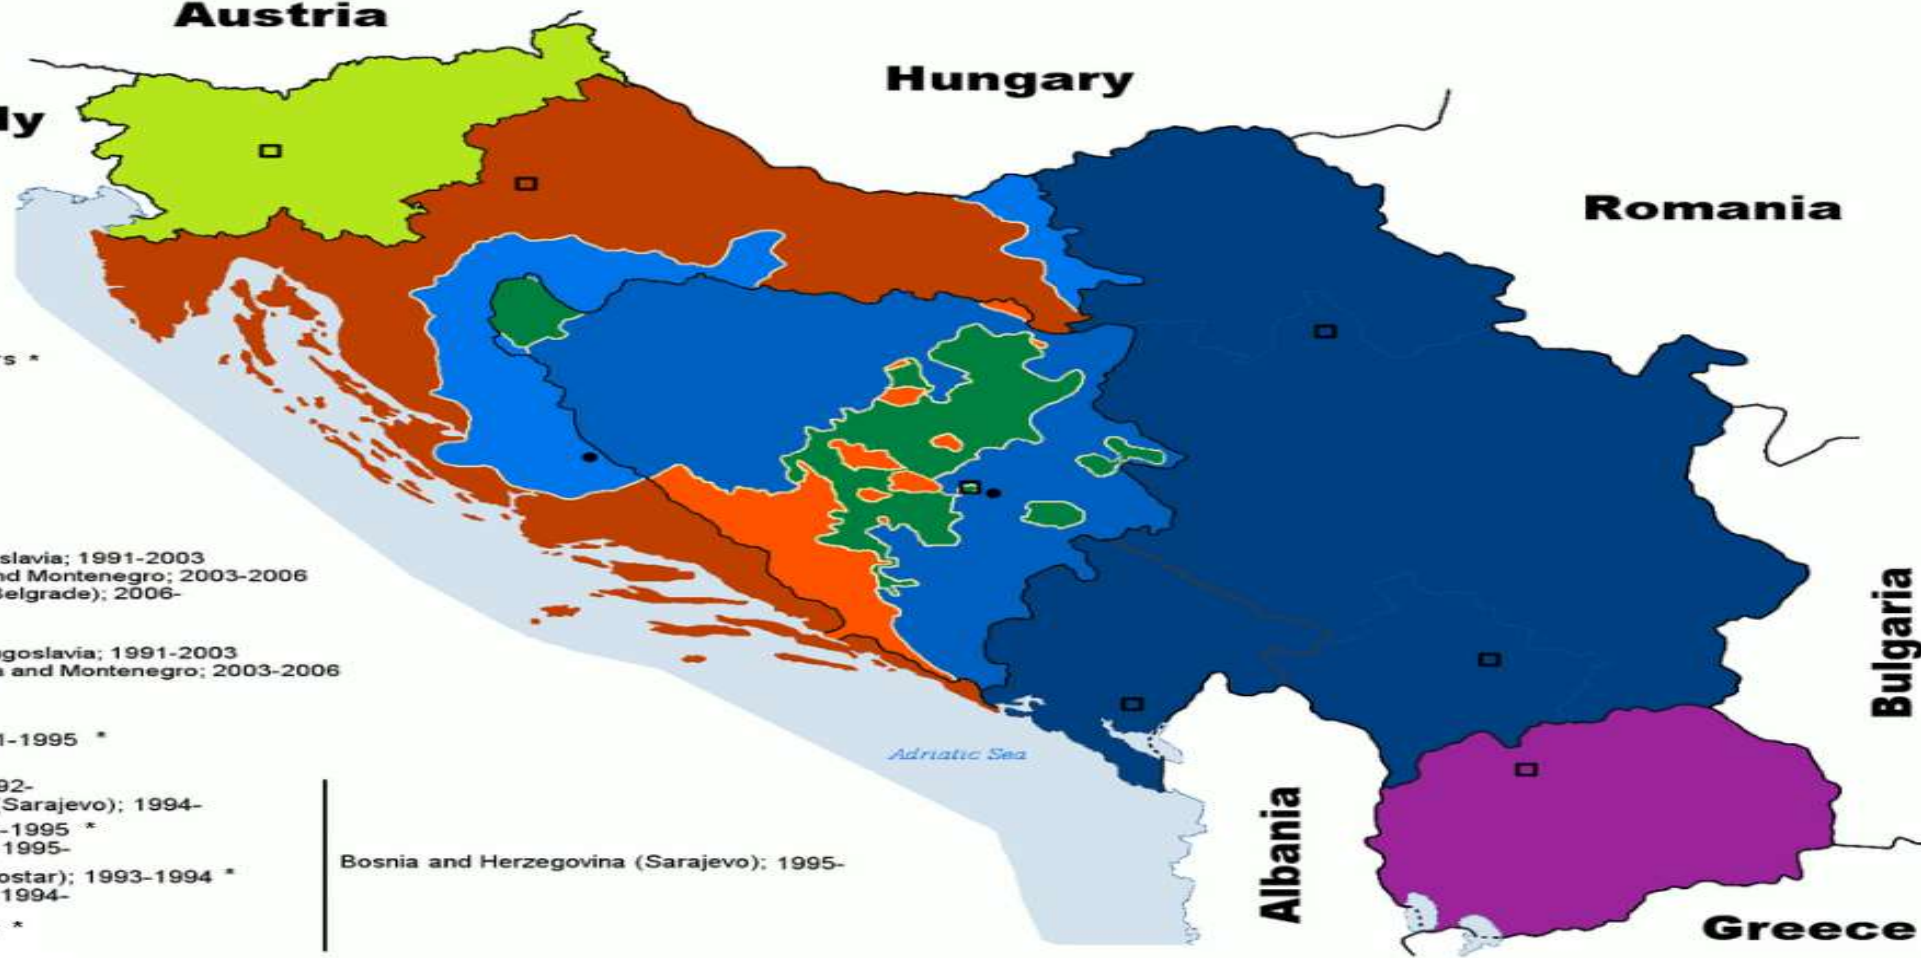 Austria
Hungary
ly
Romania
s *
slavia; 1991-2003
nd Montenegro; 2003-2006
Belgrade); 2006-
goslavia; 1991-2003
a and Montenegro; 2003-2006
Bulgaria
1-1995 *
Adriatic Sea
92-
(Sarajevo); 1994-
-1995 *
1995-
Albania
Bosnia and Herzegovina (Sarajevo); 1995-
ostar); 1993-1994 *
1994-
*
Greece